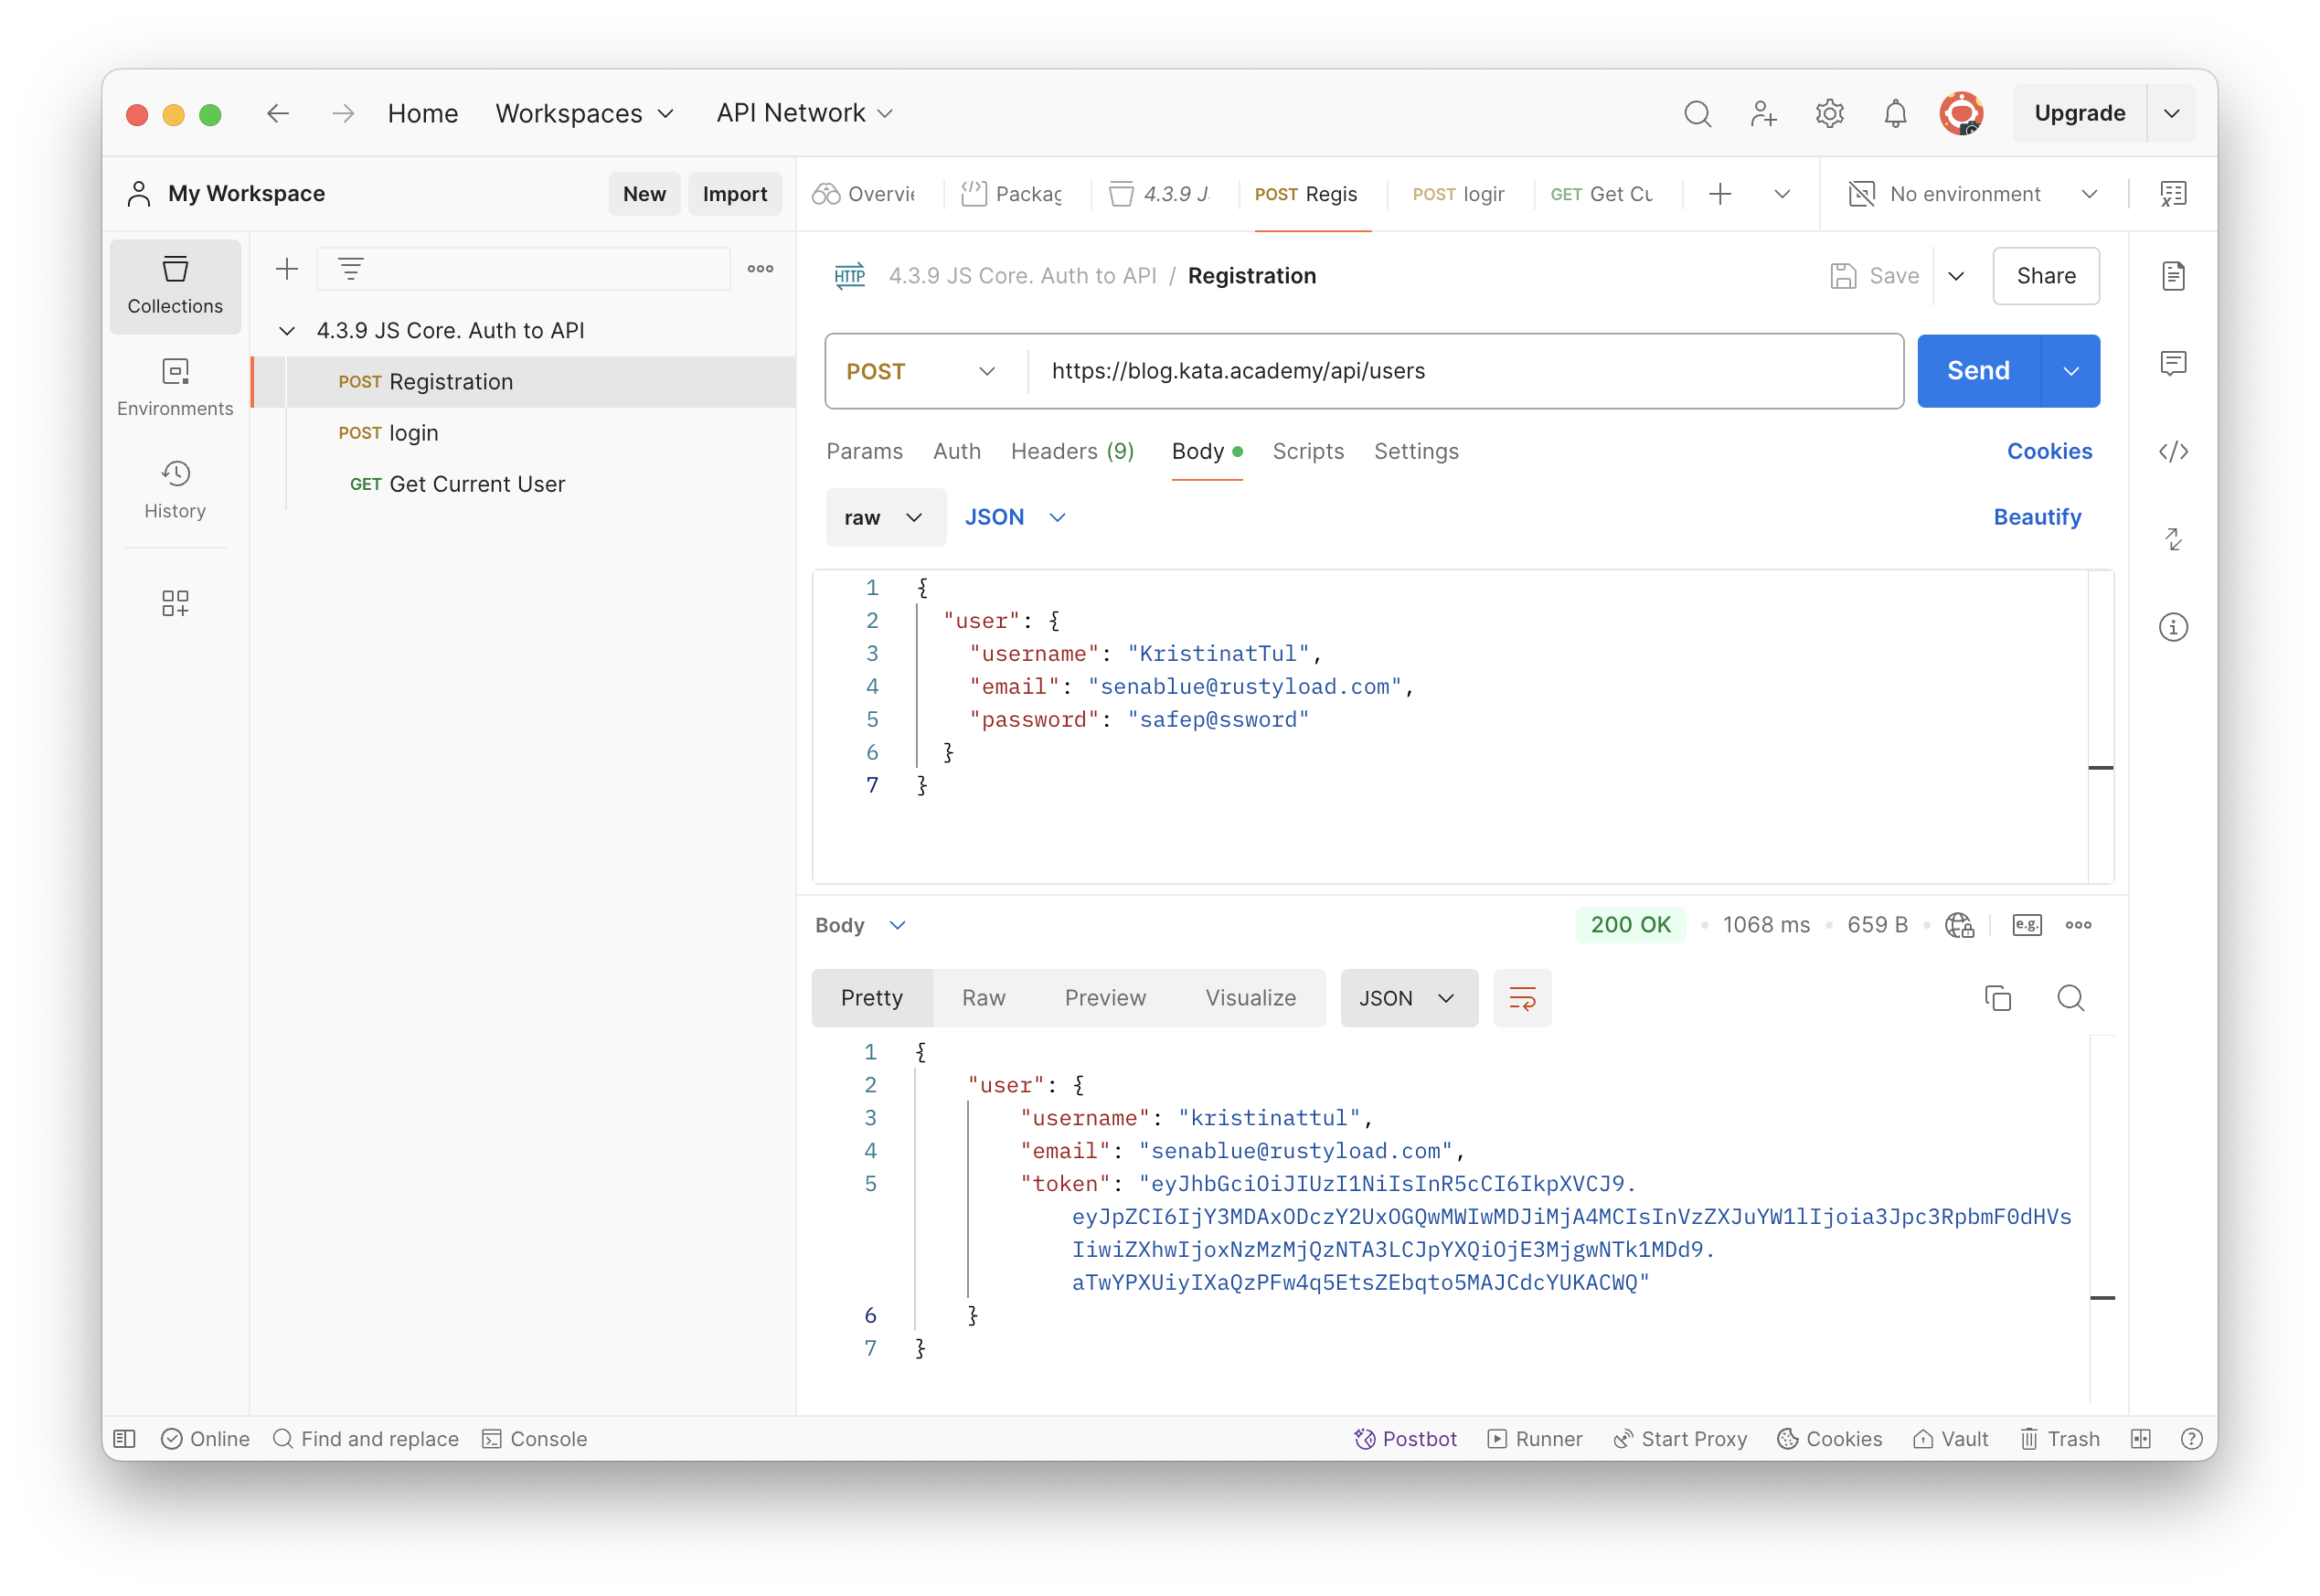 Home Workspaces API Network Upgrade
My Workspace New Import
Overvie Packag 4.3.9 J. POST Regis POST login GET Get Cu No environment
Collections
Environments
History
4.3.9 JS Core. Auth to API
POST Registration
POST login
GET Get Current User
HTTP 4.3.9 JS Core. Auth to API / Registration Save Share
POST https://blog.kata.academy/api/users Send
Params Auth Headers (9) Body Scripts Settings Cookies
raw JSON Beautify
1 {
2 "user": {
3 "username": "KristinatTul",
4 "email": "senablue@rustyload.com",
5 "password": "safep@ssword"
6 }
7 }
Body 200 OK • 1068 ms • 659 B • e.g.
Pretty Raw Preview Visualize JSON
1 {
2 "user": {
3 "username": "kristinattul",
4 "email": "senablue@rustyload.com",
5 "token": "eyJhbGciOiJIUzI1NiIsInR5cCI6IkpXVCJ9.
eyJpZCI6IjY3MDAxODczY2UxOGQwMWIwMDJiMjA4MCIsInVzZXJuYW1lIjoia3Jpc3RpbmF0dHVs
IiwiZXhwIjoxNzMzMjQzNTA3LCJpYXQiOjE3MjgwNTk1MDd9.
aTwYPXUiyIXaQzPFw4q5EtsZEbqto5MAJCdcYUKACWQ"
6 }
7 }
Online Find and replace Console Postbot Runner Start Proxy Cookies Vault Trash